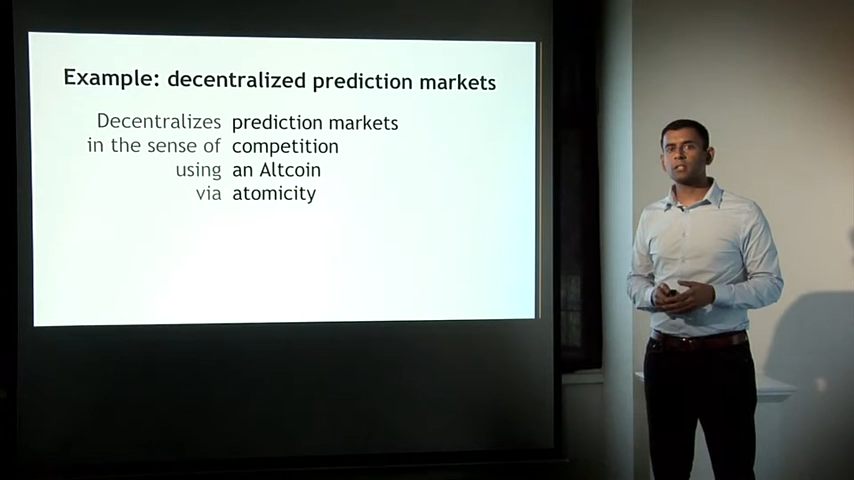 Example: decentralized prediction markets
Decentralizes prediction markets
in the sense of competition
using an Altcoin
via atomicity